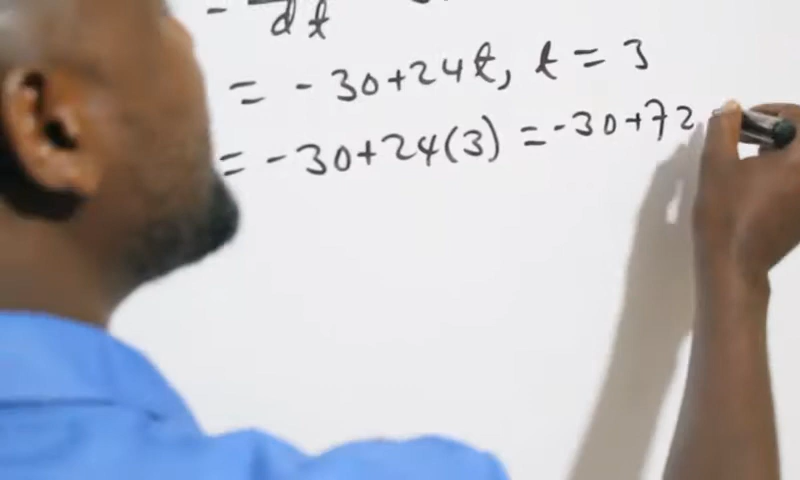 - dt
= -30+24t, t = 3
= -30+24(3) = -30+72